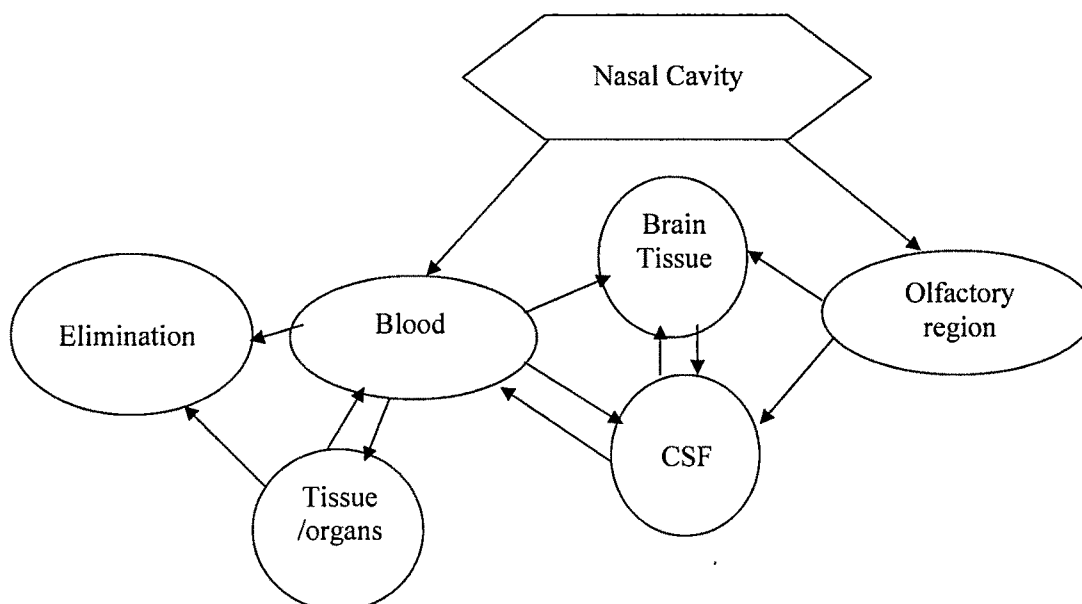 Nasal Cavity
Brain
Tissue
Olfactory
region
Blood
Elimination
CSF
Tissue
/organs